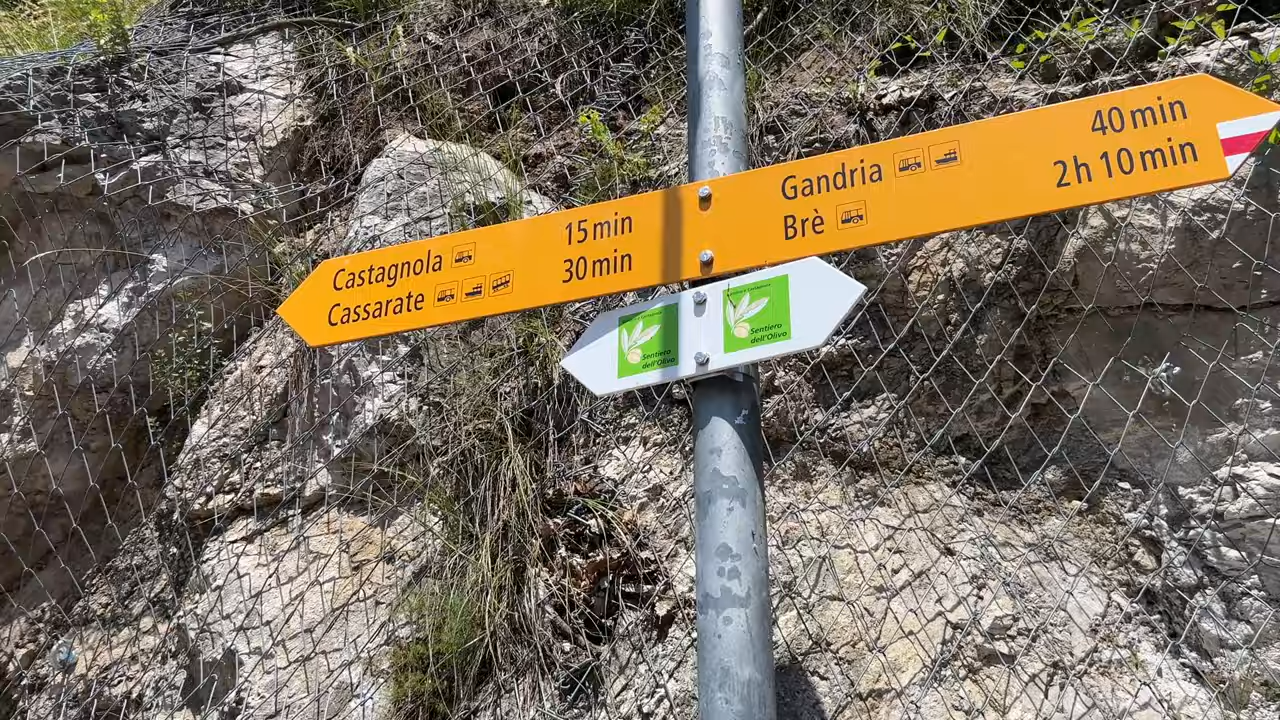 Castagnola 15 min
Cassarate 30 min
Gandria 40 min
Brè 2h 10 min
Sentiero
dell'Olivo
Sentiero
dell'Olivo